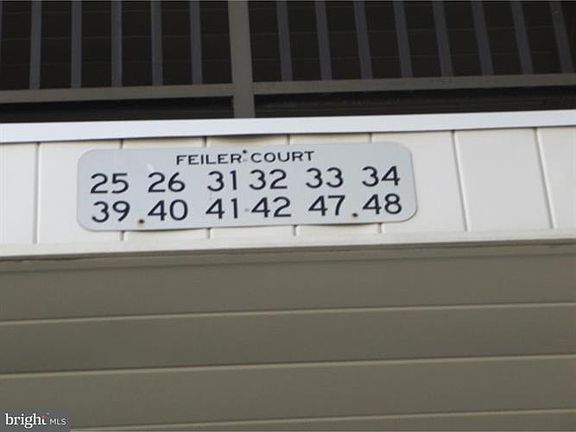 FEILER COURT
25 26 31 32 33 34
39 40 41 42 47 48
bright MLS